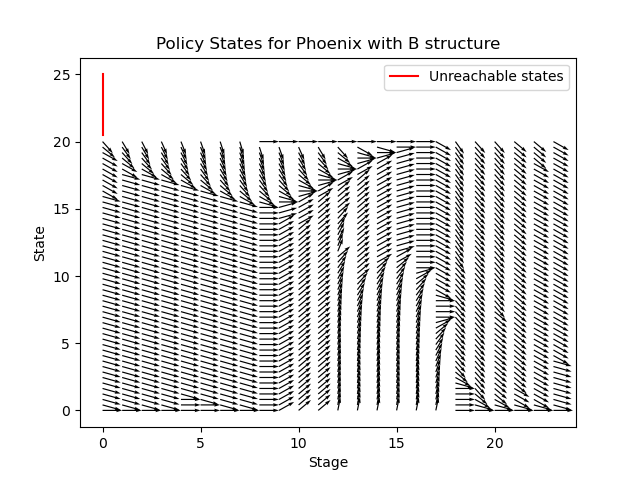 Policy States for Phoenix with B structure
Unreachable states
25
20
15
10
5
0
State
0 5 10 15 20
Stage